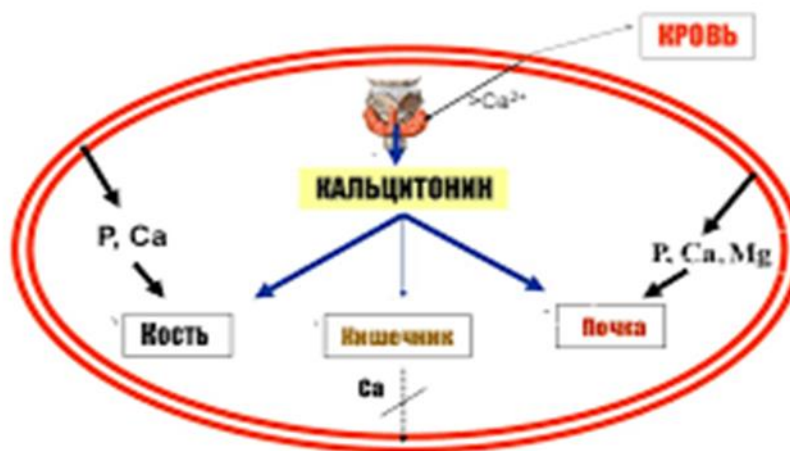 КРОВЬ
>Ca²⁺
КАЛЬЦИТОНИН
P, Ca
P, Ca, Mg
Кость
Кишечник
Почка
Ca